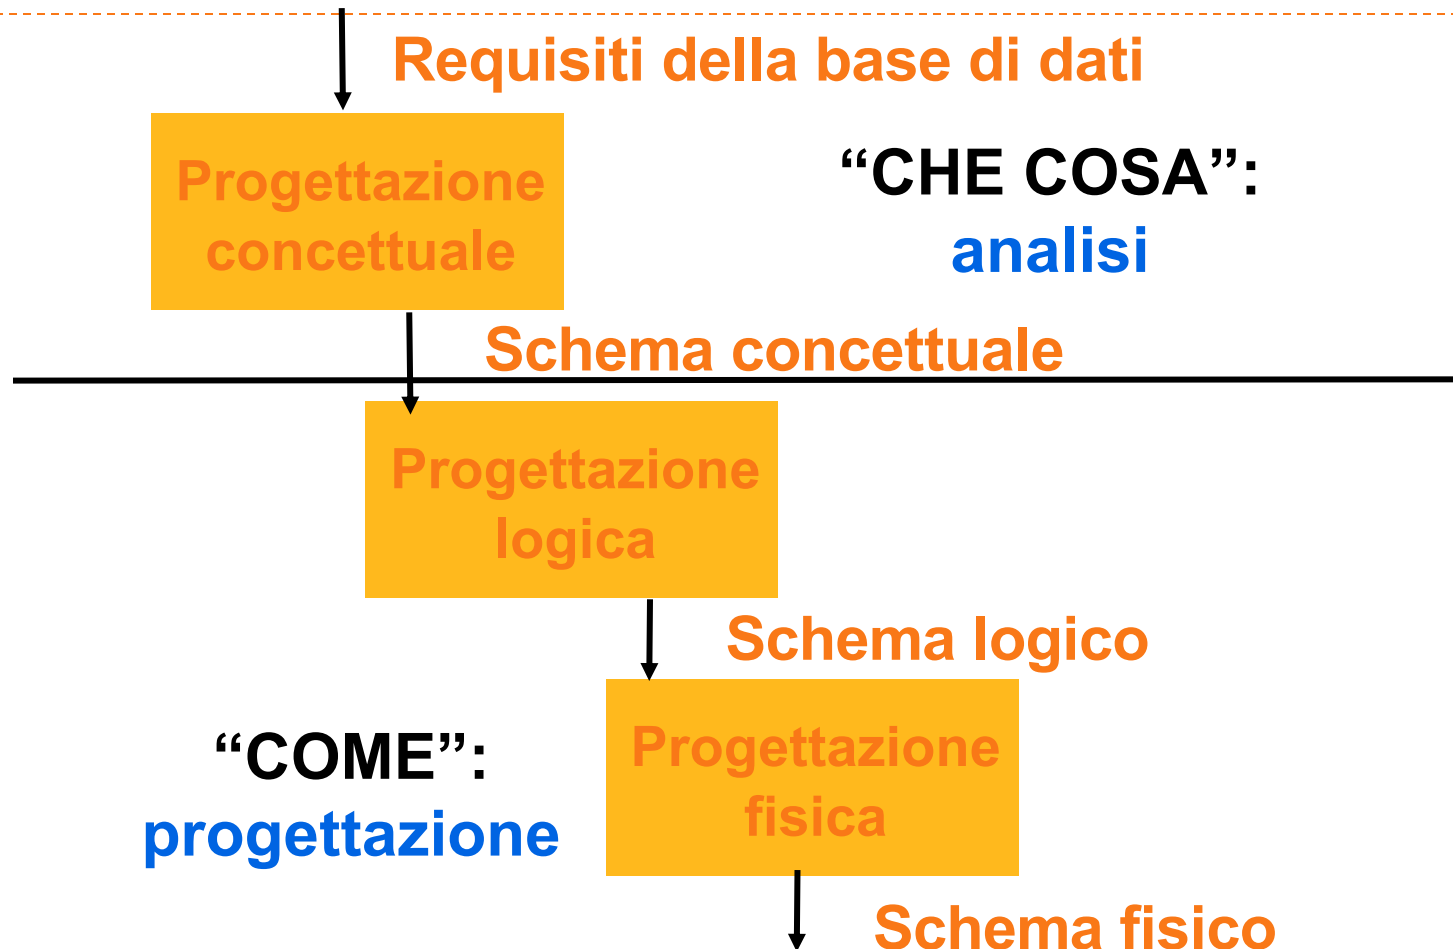 Requisiti della base di dati
Progettazione
concettuale
“CHE COSA”:
analisi
Schema concettuale
Progettazione
logica
Schema logico
“COME”:
progettazione
Progettazione
fisica
Schema fisico